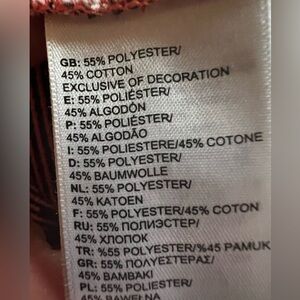 GB: 55% POLYESTER/
45% COTTON
EXCLUSIVE OF DECORATION
E: 55% POLIÉSTER/
45% ALGODÓN
P: 55% POLIÉSTER/
45% ALGODÃO
I: 55% POLIESTERE/45% COTONE
D: 55% POLYESTER/
45% BAUMWOLLE
NL: 55% POLYESTER/
45% KATOEN
F: 55% POLYESTER/45% COTON
RU: 55% ПОЛИЭСТЕР/
45% ХЛОПОК
TR: %55 POLYESTER/%45 PAMUK
GR: 55% ΠΟΛΥΕΣΤΕΡΑΣ/
45% ΒΑΜΒΑΚΙ
PL: 55% POLIESTER/
45% BAWEŁNA